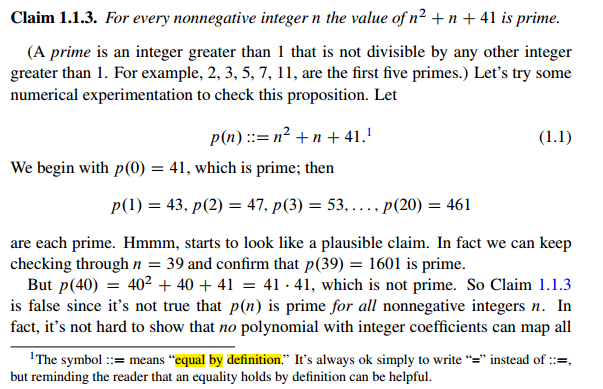 Claim 1.1.3. For every nonnegative integer n the value of n² + n + 41 is prime.
(A prime is an integer greater than 1 that is not divisible by any other integer
greater than 1. For example, 2, 3, 5, 7, 11, are the first five primes.) Let's try some
numerical experimentation to check this proposition. Let
p(n) ::= n² + n + 41.¹ (1.1)
We begin with p(0) = 41, which is prime; then
p(1) = 43, p(2) = 47, p(3) = 53, . . . , p(20) = 461
are each prime. Hmmm, starts to look like a plausible claim. In fact we can keep
checking through n = 39 and confirm that p(39) = 1601 is prime.
But p(40) = 40² + 40 + 41 = 41 · 41, which is not prime. So Claim 1.1.3
is false since it's not true that p(n) is prime for all nonnegative integers n. In
fact, it's not hard to show that no polynomial with integer coefficients can map all
¹The symbol ::= means “equal by definition.” It's always ok simply to write “=” instead of ::=,
but reminding the reader that an equality holds by definition can be helpful.